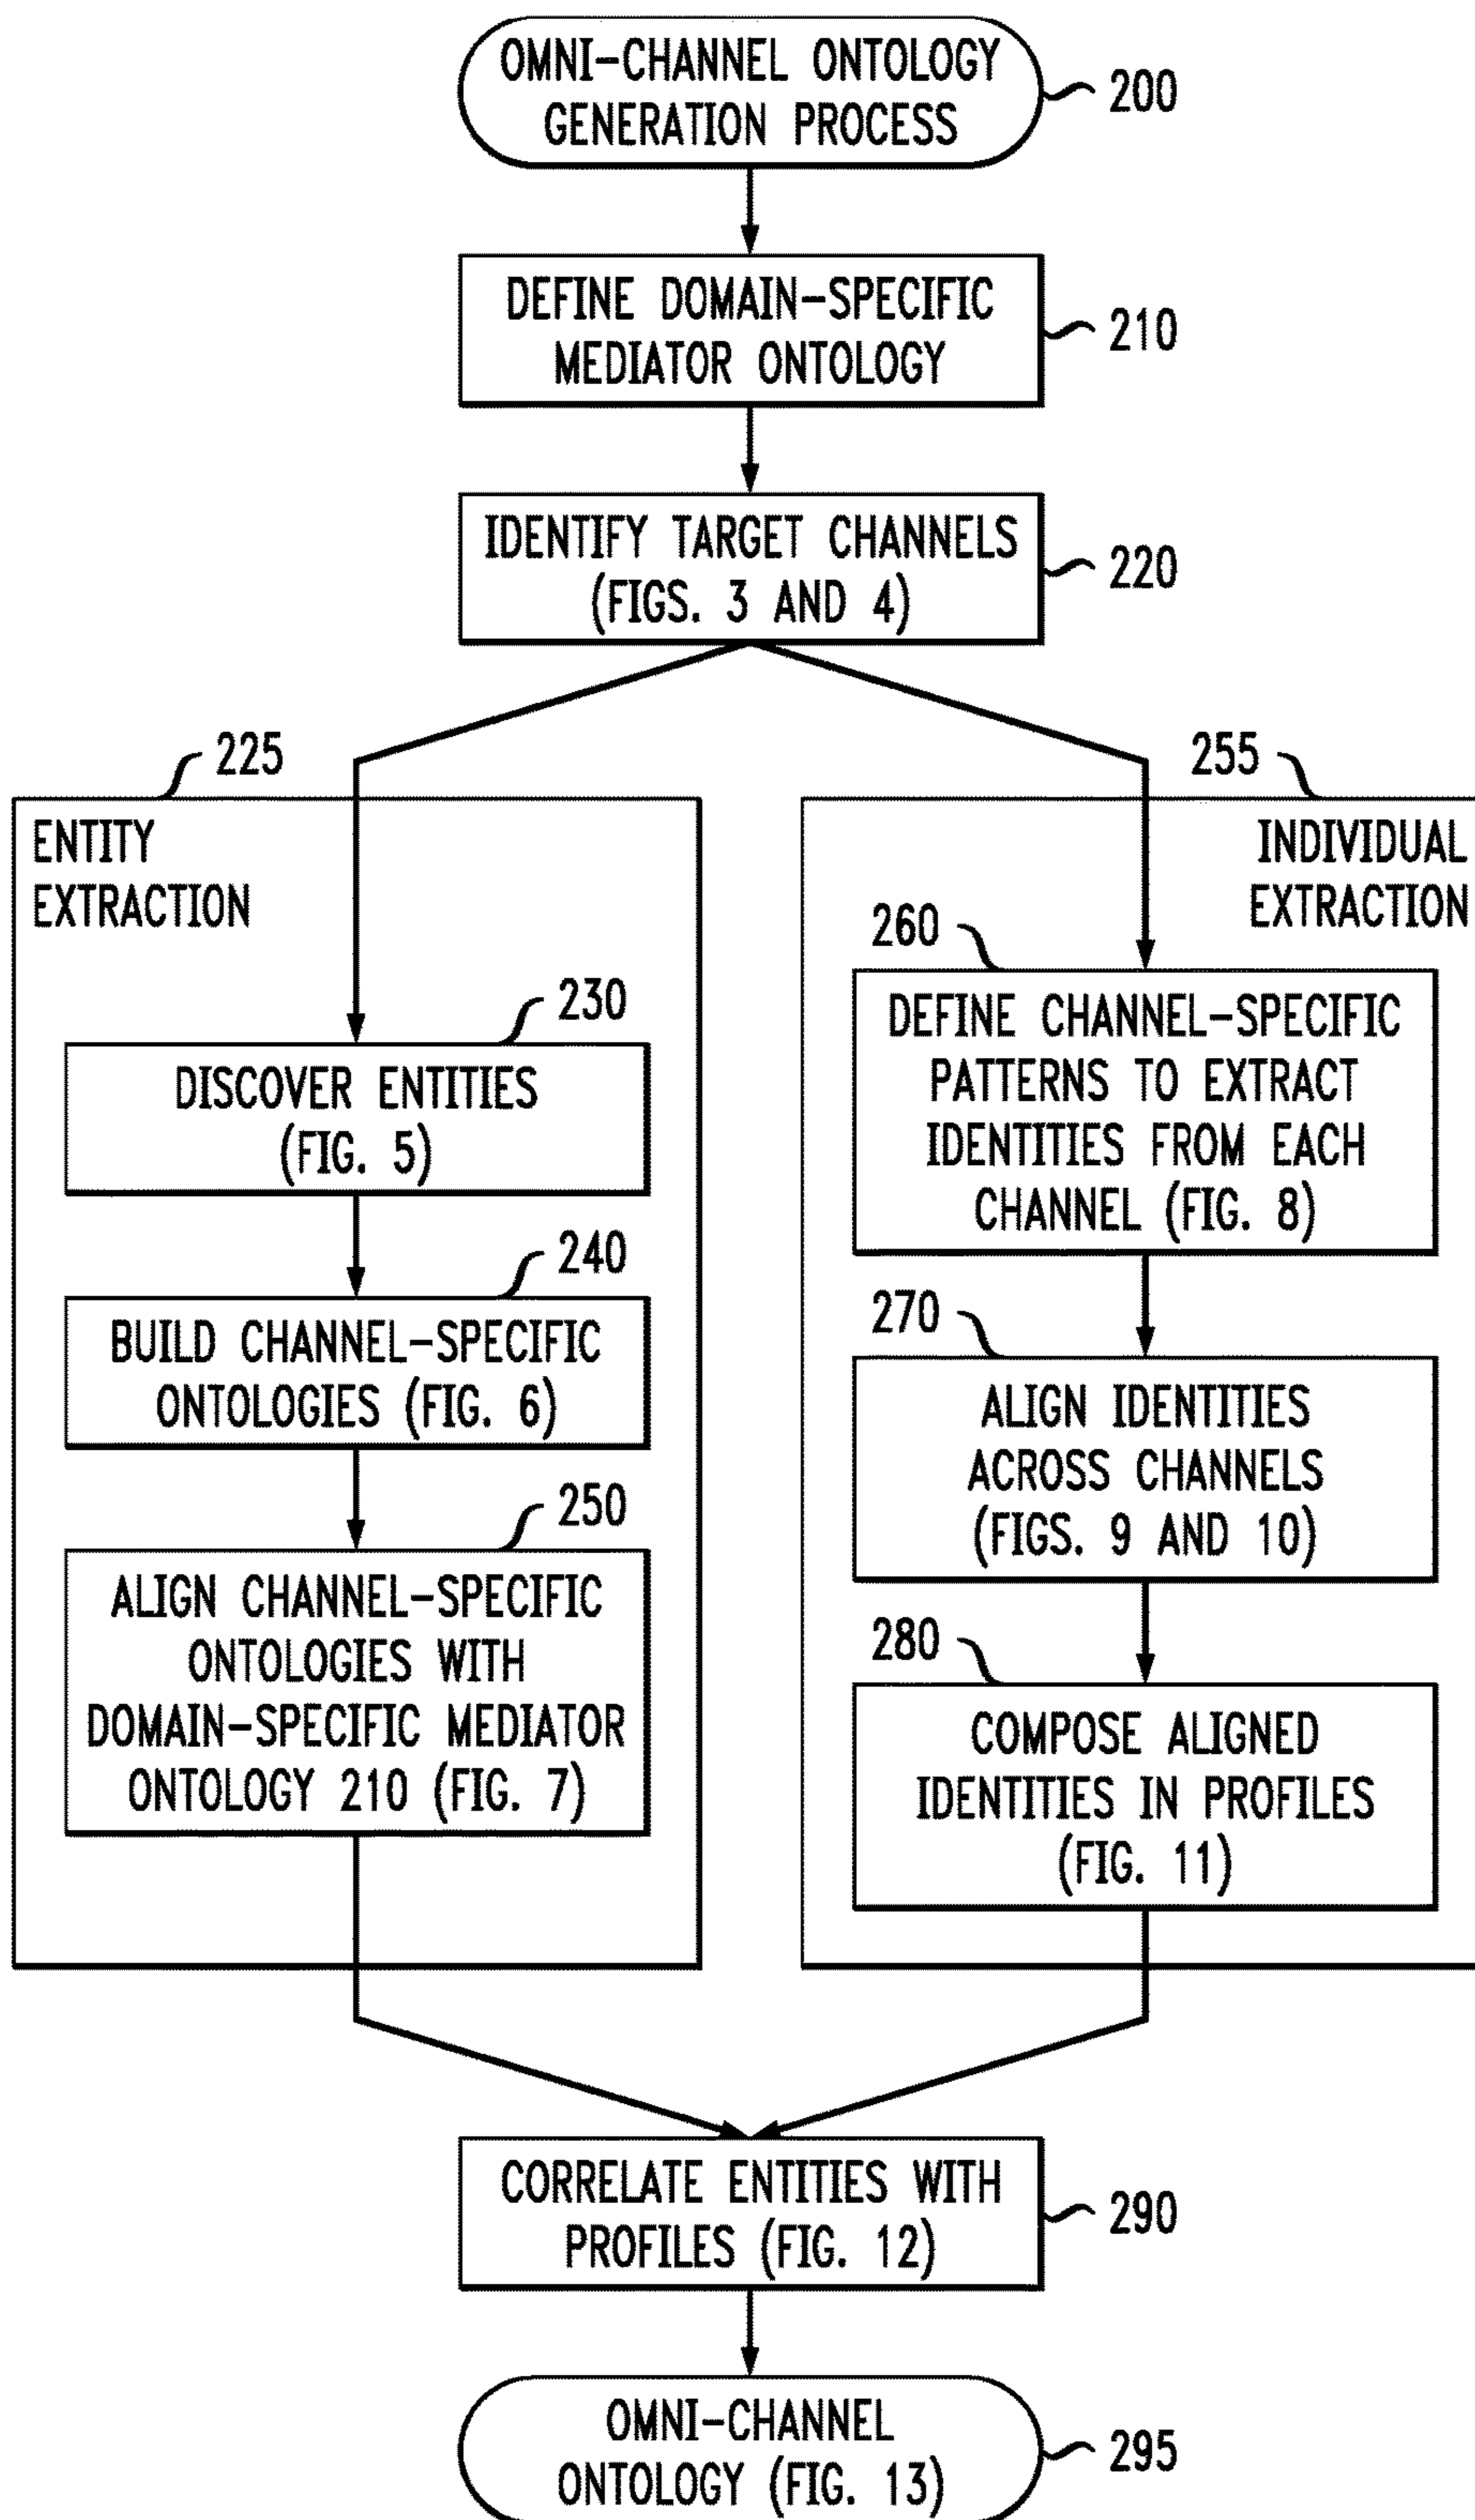 OMNI-CHANNEL ONTOLOGY
GENERATION PROCESS
200
DEFINE DOMAIN-SPECIFIC
MEDIATOR ONTOLOGY
210
IDENTIFY TARGET CHANNELS
(FIGS. 3 AND 4)
220
225
ENTITY
EXTRACTION
230
DISCOVER ENTITIES
(FIG. 5)
240
BUILD CHANNEL-SPECIFIC
ONTOLOGIES (FIG. 6)
250
ALIGN CHANNEL-SPECIFIC
ONTOLOGIES WITH
DOMAIN-SPECIFIC MEDIATOR
ONTOLOGY 210 (FIG. 7)
255
INDIVIDUAL
EXTRACTION
260
DEFINE CHANNEL-SPECIFIC
PATTERNS TO EXTRACT
IDENTITIES FROM EACH
CHANNEL (FIG. 8)
270
ALIGN IDENTITIES
ACROSS CHANNELS
(FIGS. 9 AND 10)
280
COMPOSE ALIGNED
IDENTITIES IN PROFILES
(FIG. 11)
CORRELATE ENTITIES WITH
PROFILES (FIG. 12)
290
OMNI-CHANNEL
ONTOLOGY (FIG. 13)
295